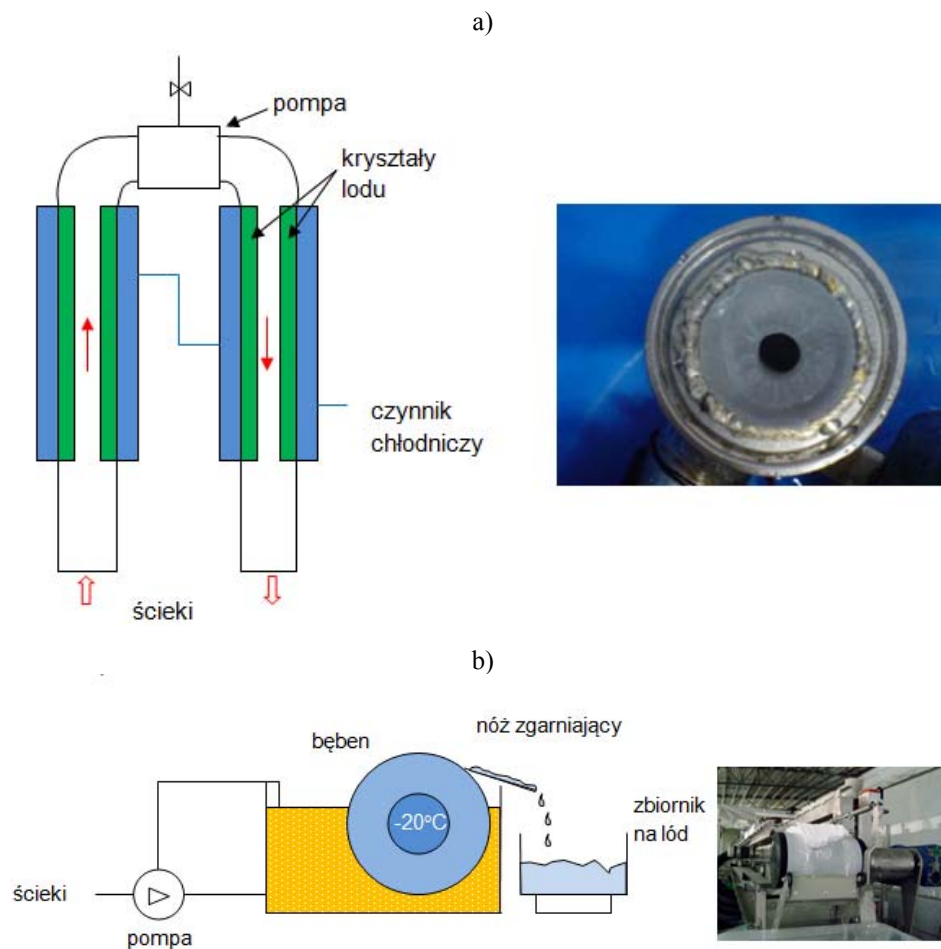 a)
pompa
kryształy
lodu
czynnik
chłodniczy
ścieki
b)
nóż zgarniający
bęben
-20°C
zbiornik
na lód
ścieki
pompa